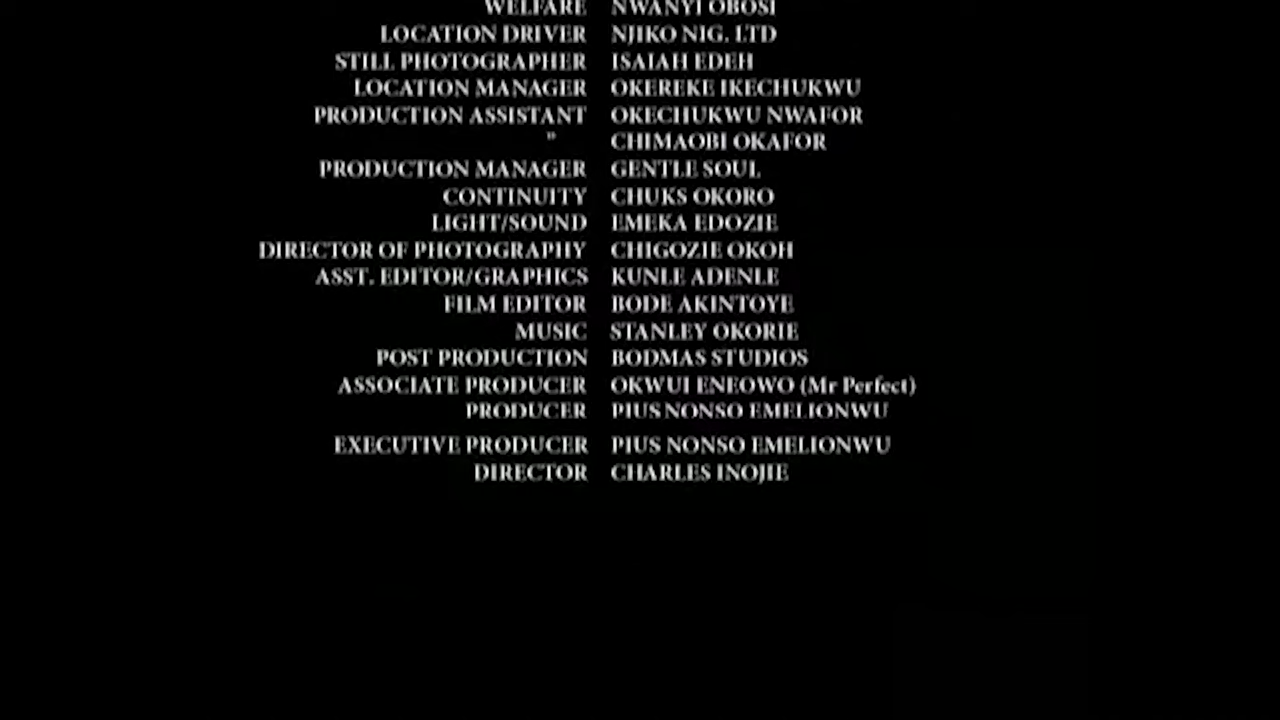 WELFARE NWANYI OBOSI
LOCATION DRIVER NJIKO NIG. LTD
STILL PHOTOGRAPHER ISAIAH EDEH
LOCATION MANAGER OKEREKE IKECHUKWU
PRODUCTION ASSISTANT OKECHUKWU NWAFOR
" CHIMAOBI OKAFOR
PRODUCTION MANAGER GENTLE SOUL
CONTINUITY CHUKS OKORO
LIGHT/SOUND EMEKA EDOZIE
DIRECTOR OF PHOTOGRAPHY CHIGOZIE OKOH
ASST. EDITOR/GRAPHICS KUNLE ADENLE
FILM EDITOR BODE AKINTOYE
MUSIC STANLEY OKORIE
POST PRODUCTION BODMAS STUDIOS
ASSOCIATE PRODUCER OKWUI ENEOWO (Mr Perfect)
PRODUCER PIUS NONSO EMELIONWU
EXECUTIVE PRODUCER PIUS NONSO EMELIONWU
DIRECTOR CHARLES INOJIE